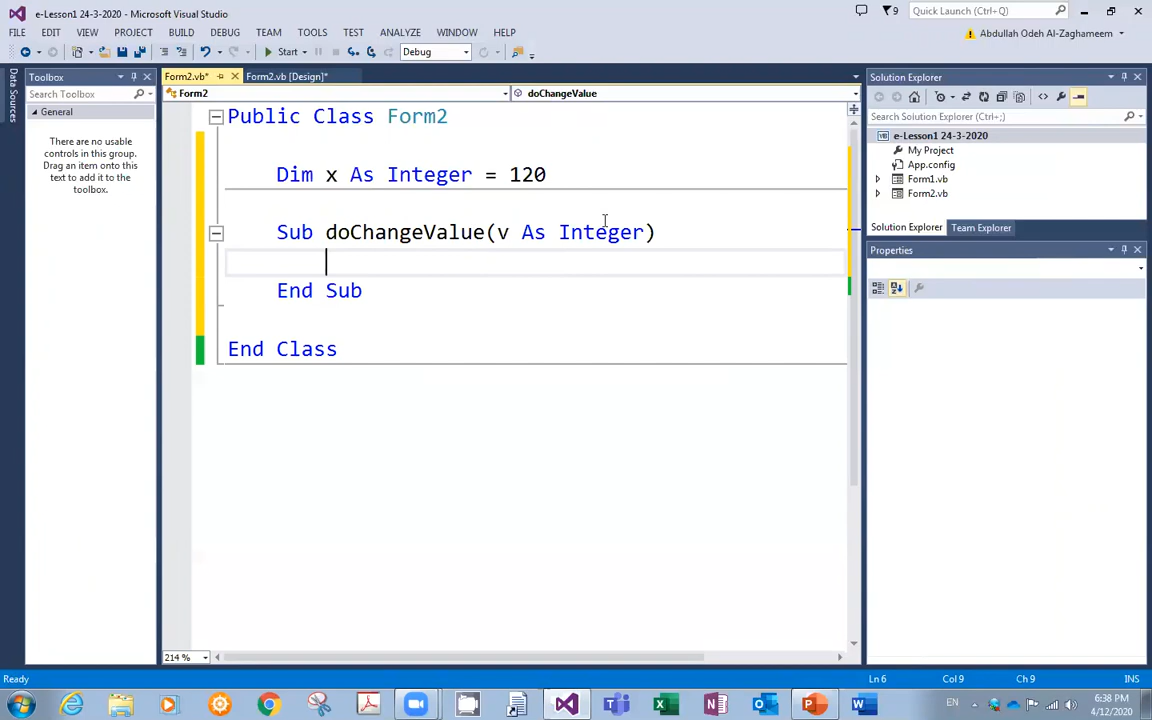 e-Lesson1 24-3-2020 - Microsoft Visual Studio
9
Quick Launch (Ctrl+Q)
FILE EDIT VIEW PROJECT BUILD DEBUG TEAM TOOLS TEST ANALYZE WINDOW HELP
Abdullah Odeh Al-Zaghameem
Start
Debug
Data Sources
Toolbox
Search Toolbox
General
There are no usable
controls in this group.
Drag an item onto this
text to add it to the
toolbox.
Form2.vb*
Form2.vb [Design]*
Form2
doChangeValue
Public Class Form2
Dim x As Integer = 120
Sub doChangeValue(v As Integer)
End Sub
End Class
214 %
Solution Explorer
Search Solution Explorer (Ctrl+;)
e-Lesson1 24-3-2020
My Project
App.config
Form1.vb
Form2.vb
Solution Explorer Team Explorer
Properties
Ready
Ln 6
Col 9
Ch 9
INS
EN
6:38 PM
4/12/2020